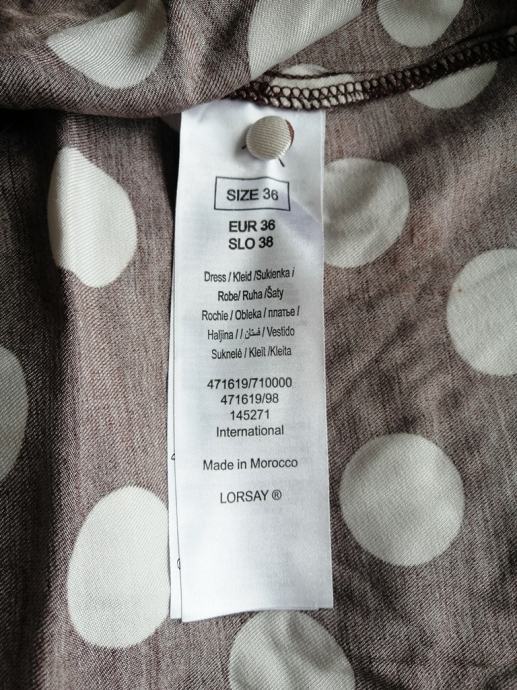 SIZE 36
EUR 36
SLO 38
Dress / Kleid /Sukienka /
Robe/ Ruha /Šaty
Rochie / Obleka / платье /
Haljina / / فستان / Vestido
Suknelė / Kleit /Kleita
471619/710000
471619/98
145271
International
Made in Morocco
LORSAY ®